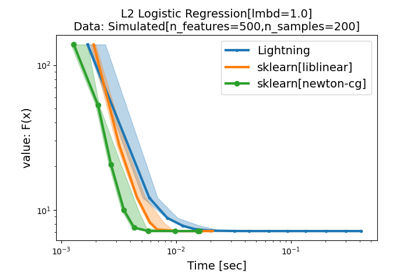 L2 Logistic Regression[lmbd=1.0]
Data: Simulated[n_features=500,n_samples=200]
Lightning
sklearn[liblinear]
sklearn[newton-cg]
value: F(x)
10²
10¹
10⁻³
10⁻²
10⁻¹
Time [sec]